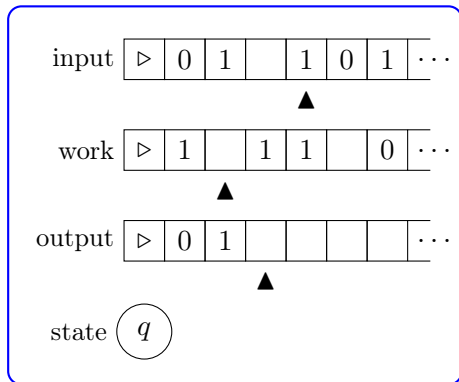 input ▷ 0 1 1 0 1 ⋯
work ▷ 1 1 1 0 ⋯
output ▷ 0 1 ⋯
state q